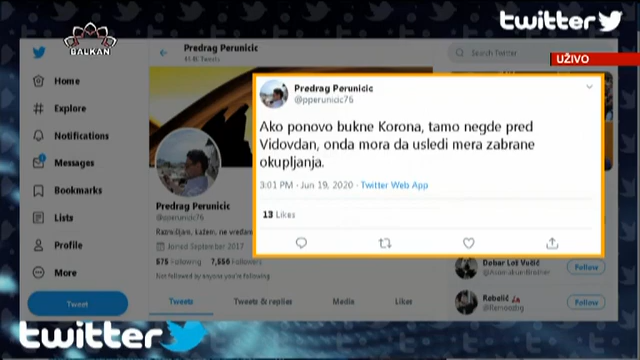 twitter
BALKAN
Predrag Perunicic
Tweets
Search Twitter
UŽIVO
Home
Explore
Notifications
Messages
Bookmarks
Lists
Profile
More
Tweet
Predrag Perunicic
@pperunicic76
Ako ponovo bukne Korona, tamo negde pred
Vidovdan, onda mora da usledi mera zabrane
okupljanja.
3:01 PM · Jun 19, 2020 · Twitter Web App
13 Likes
Predrag Perunicic
@pperunicic76
Razmišljam, kažem, ne vređam
Joined September 2017
575 Following 7,556 Followers
Not followed by anyone you're following
Tweets Tweets & replies Media Likes
Dobar Loš Vučić
Follow
Rebelić
Follow
twitter